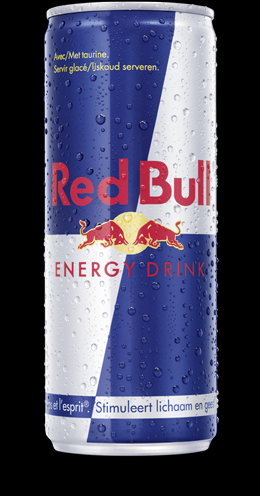 Avec/Met taurine.
Servir glacé/IJskoud serveren.
Red Bull
ENERGY DRINK
et l'esprit® Stimuleert lichaam en